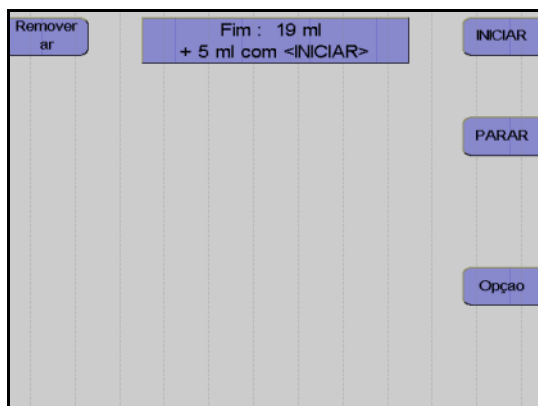 Remover
ar
Fim : 19 ml
+ 5 ml com <INICIAR>
INICIAR
PARAR
Opçao